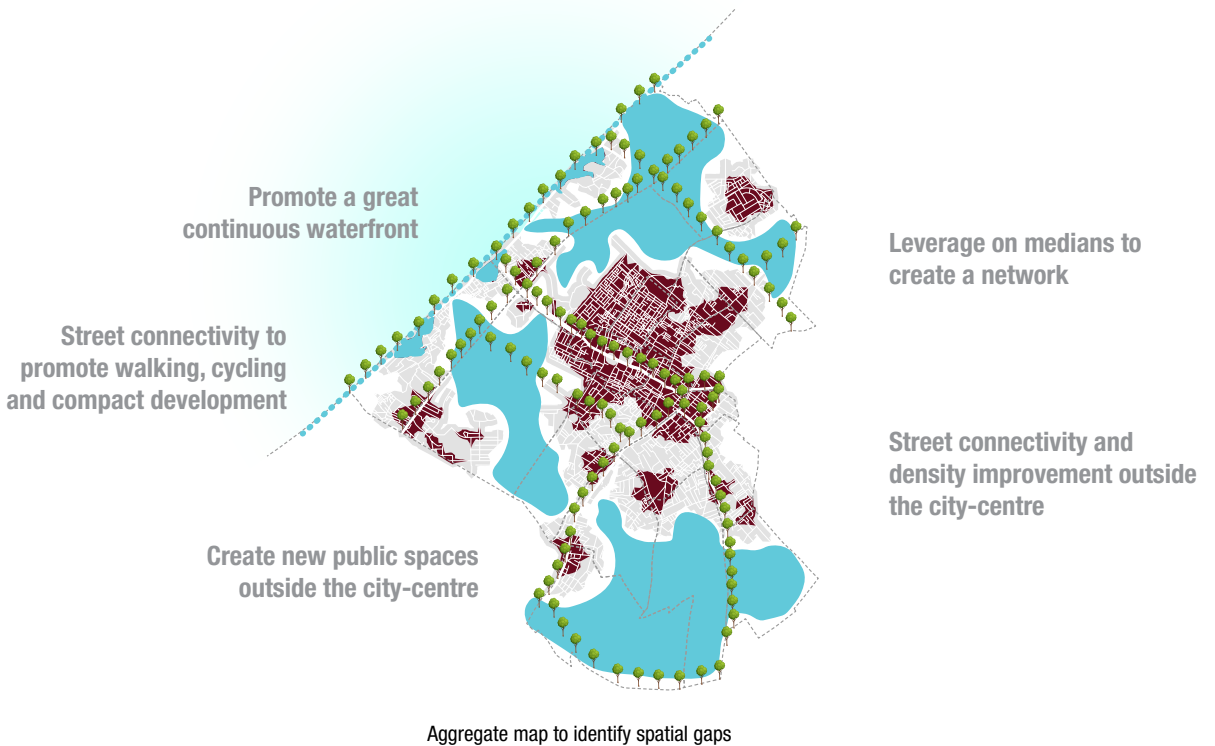 Promote a great
continuous waterfront
Leverage on medians to
create a network
Street connectivity to
promote walking, cycling
and compact development
Street connectivity and
density improvement outside
the city-centre
Create new public spaces
outside the city-centre
Aggregate map to identify spatial gaps